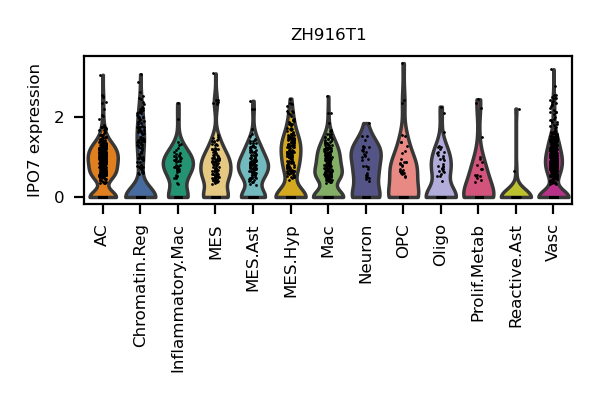 ZH916T1
IPO7 expression
2
0
AC
Chromatin.Reg
Inflammatory.Mac
MES
MES.Ast
MES.Hyp
Mac
Neuron
OPC
Oligo
Prolif.Metab
Reactive.Ast
Vasc